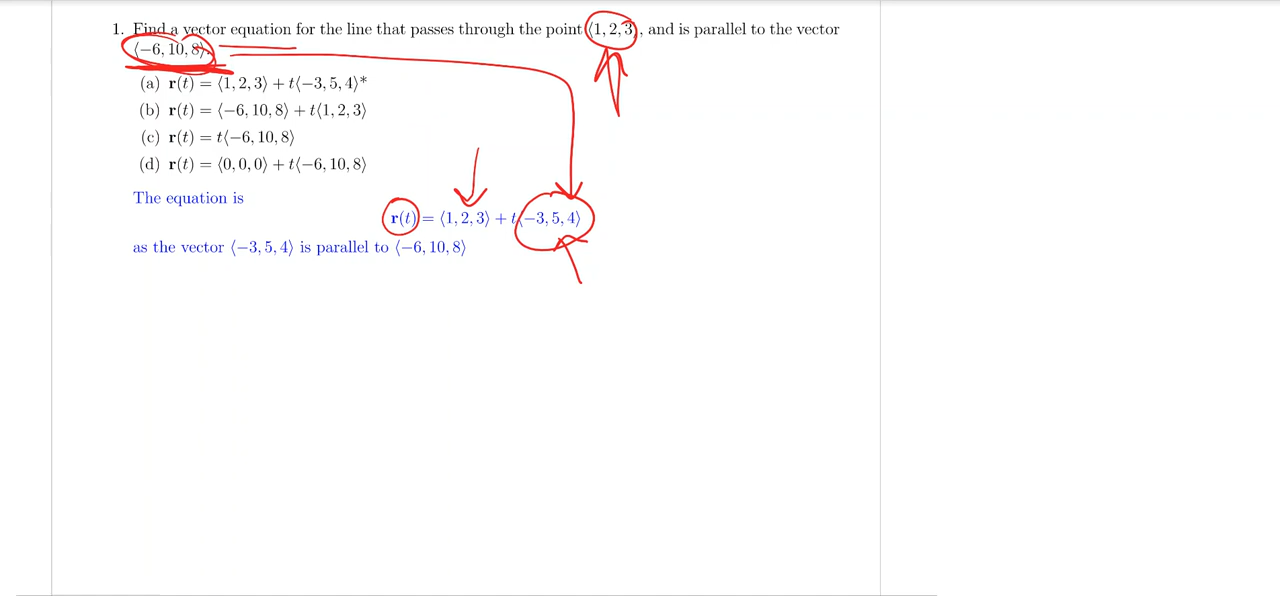 1. Find a vector equation for the line that passes through the point (1, 2, 3), and is parallel to the vector
⟨−6, 10, 8⟩.
(a) r(t) = ⟨1, 2, 3⟩ + t⟨−3, 5, 4⟩*
(b) r(t) = ⟨−6, 10, 8⟩ + t⟨1, 2, 3⟩
(c) r(t) = t⟨−6, 10, 8⟩
(d) r(t) = ⟨0, 0, 0⟩ + t⟨−6, 10, 8⟩
The equation is
r(t) = ⟨1, 2, 3⟩ + t⟨−3, 5, 4⟩
as the vector ⟨−3, 5, 4⟩ is parallel to ⟨−6, 10, 8⟩